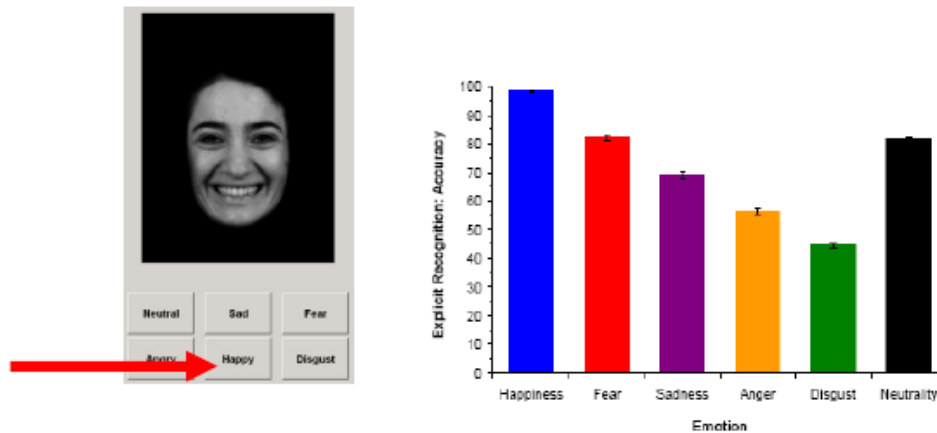 Neutral Sad Fear
Angry Happy Disgust
Explicit Recognition: Accuracy
100
90
80
70
60
50
40
30
20
10
0
Happiness Fear Sadness Anger Disgust Neutrality
Emotion